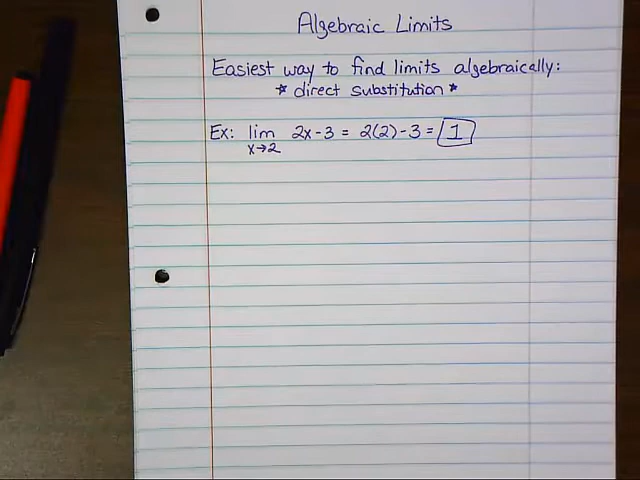 Algebraic Limits
Easiest way to find limits algebraically:
* direct substitution *
Ex: lim 2x - 3 = 2(2) - 3 = 1
x→2